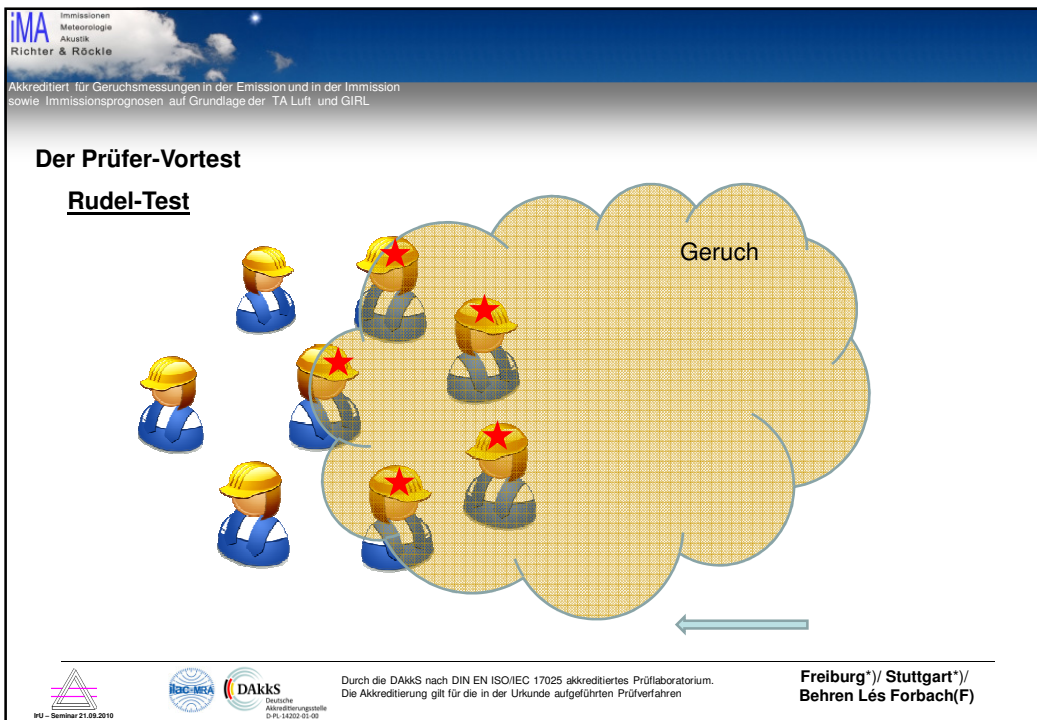 iMA
Immissionen
Meteorologie
Akustik
Richter & Röckle
Akkreditiert für Geruchsmessungen in der Emission und in der Immission
sowie Immissionsprognosen auf Grundlage der TA Luft und GIRL
Der Prüfer-Vortest
Rudel-Test
Geruch
IrU – Seminar 21.09.2010
ilac-MRA
DAkkS
Deutsche
Akkreditierungsstelle
D-PL-14202-01-00
Durch die DAkkS nach DIN EN ISO/IEC 17025 akkreditiertes Prüflaboratorium.
Die Akkreditierung gilt für die in der Urkunde aufgeführten Prüfverfahren
Freiburg*)/ Stuttgart*)/
Behren Lés Forbach(F)